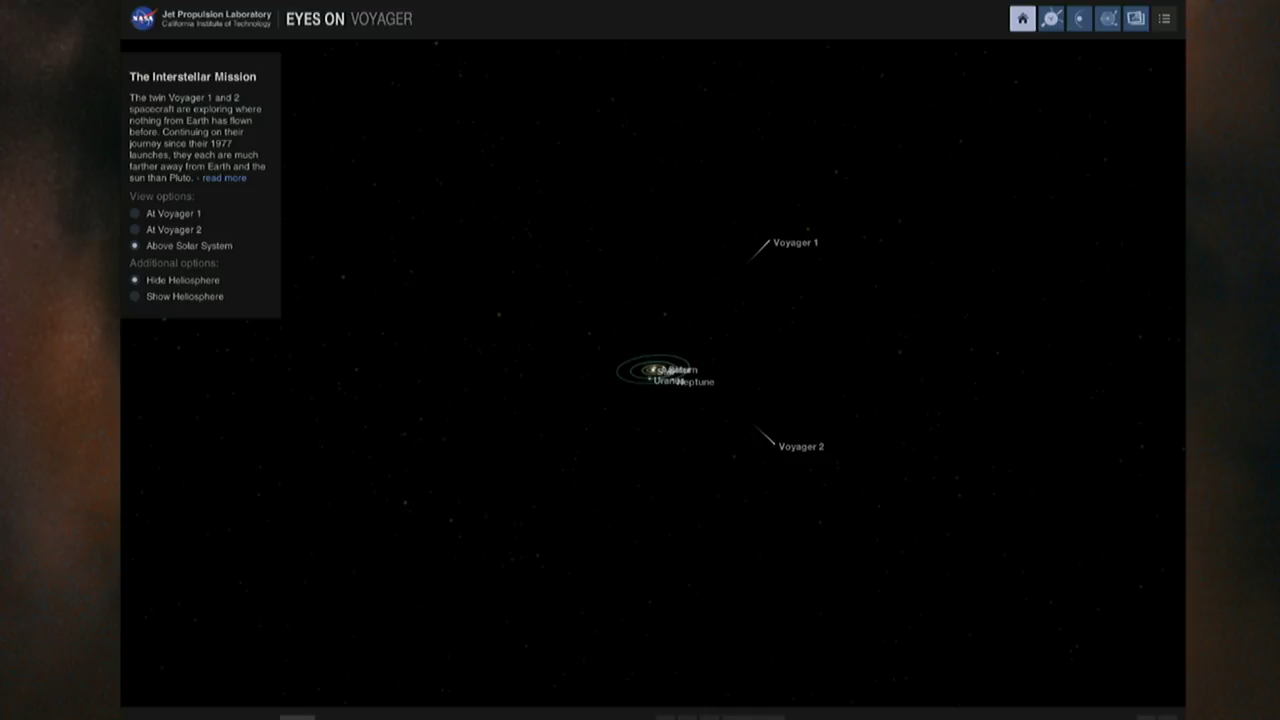 NASA
Jet Propulsion Laboratory
California Institute of Technology
EYES ON VOYAGER
The Interstellar Mission
The twin Voyager 1 and 2
spacecraft are exploring where
nothing from Earth has flown
before. Continuing on their
journey since their 1977
launches, they each are much
farther away from Earth and the
sun than Pluto. - read more
View options:
At Voyager 1
At Voyager 2
Above Solar System
Additional options:
Hide Heliosphere
Show Heliosphere
Voyager 1
Uranus
Neptune
Voyager 2